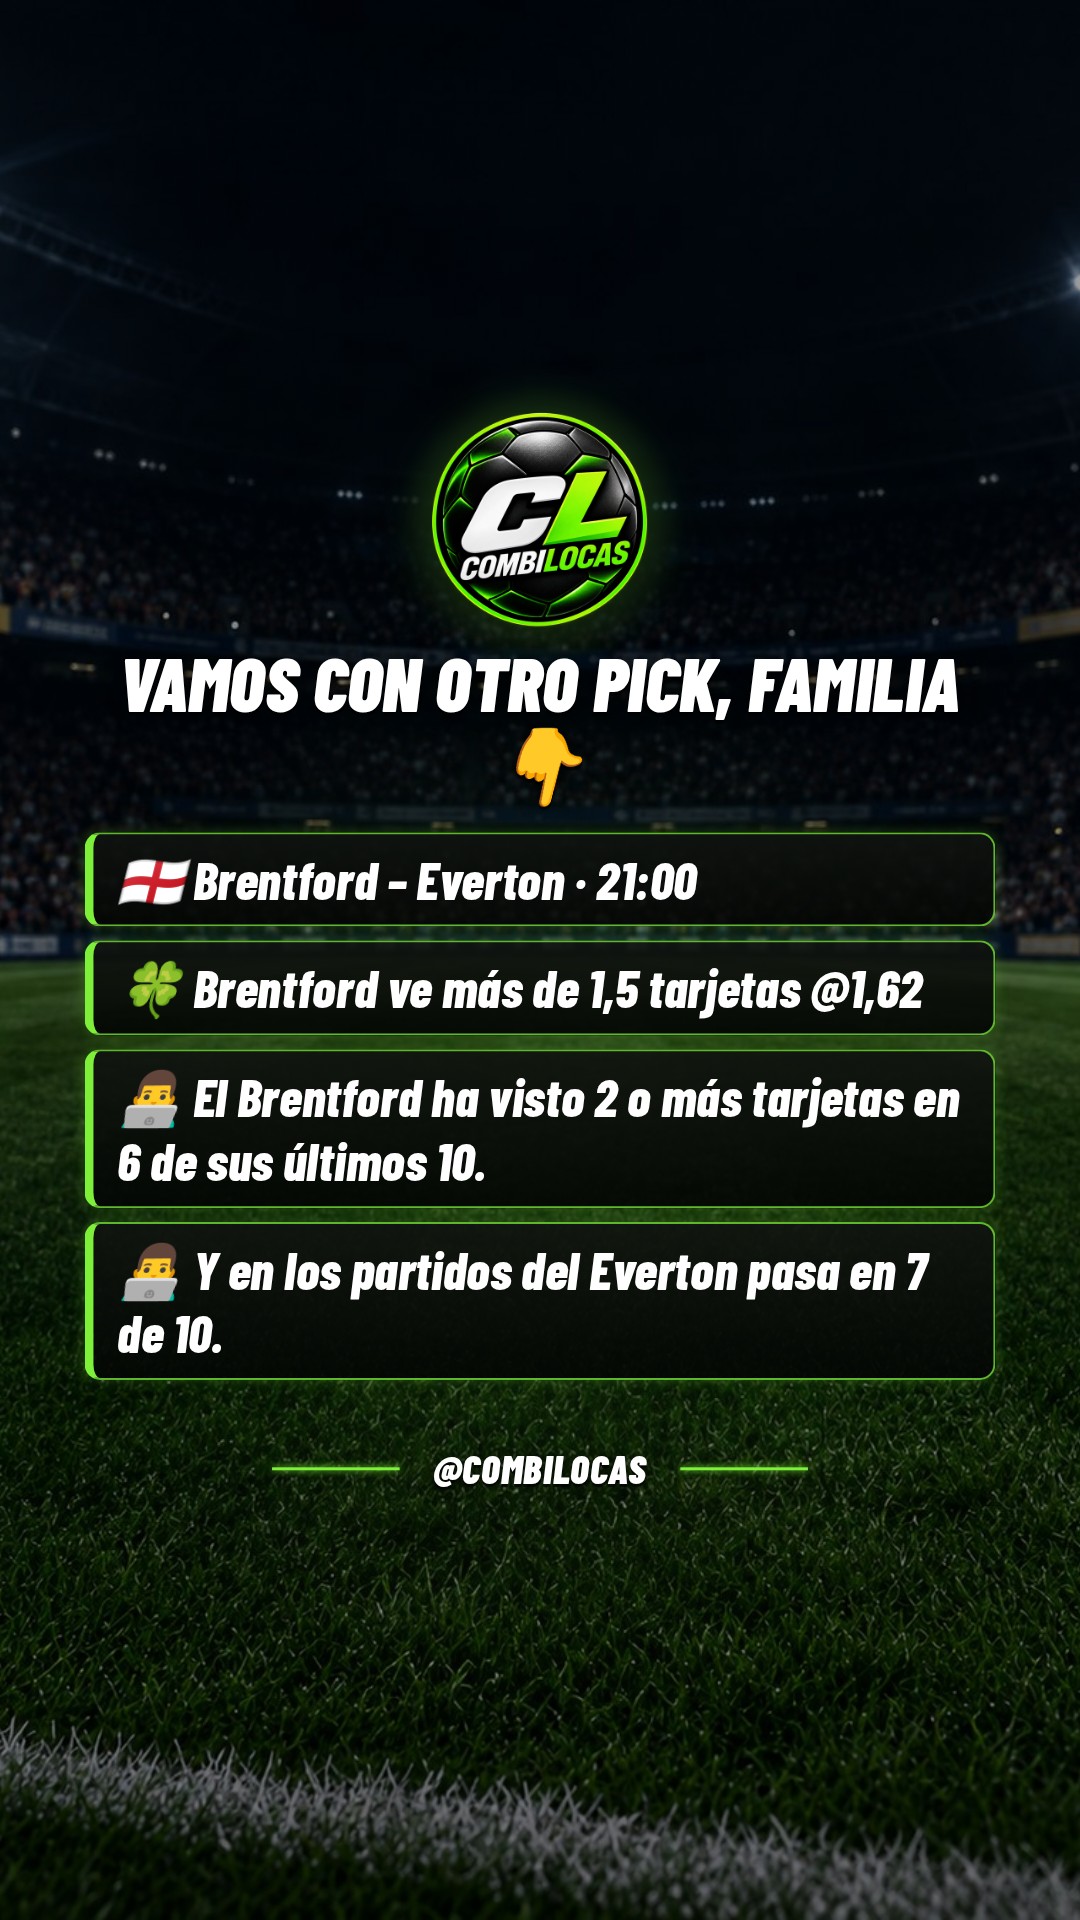 CL
COMBILOCAS
VAMOS CON OTRO PICK, FAMILIA
👇
🏴󠁧󠁢󠁥󠁮󠁧󠁿 Brentford – Everton · 21:00
🍀 Brentford ve más de 1,5 tarjetas @1,62
👨‍💻 El Brentford ha visto 2 o más tarjetas en
6 de sus últimos 10.
👨‍💻 Y en los partidos del Everton pasa en 7
de 10.
@COMBILOCAS